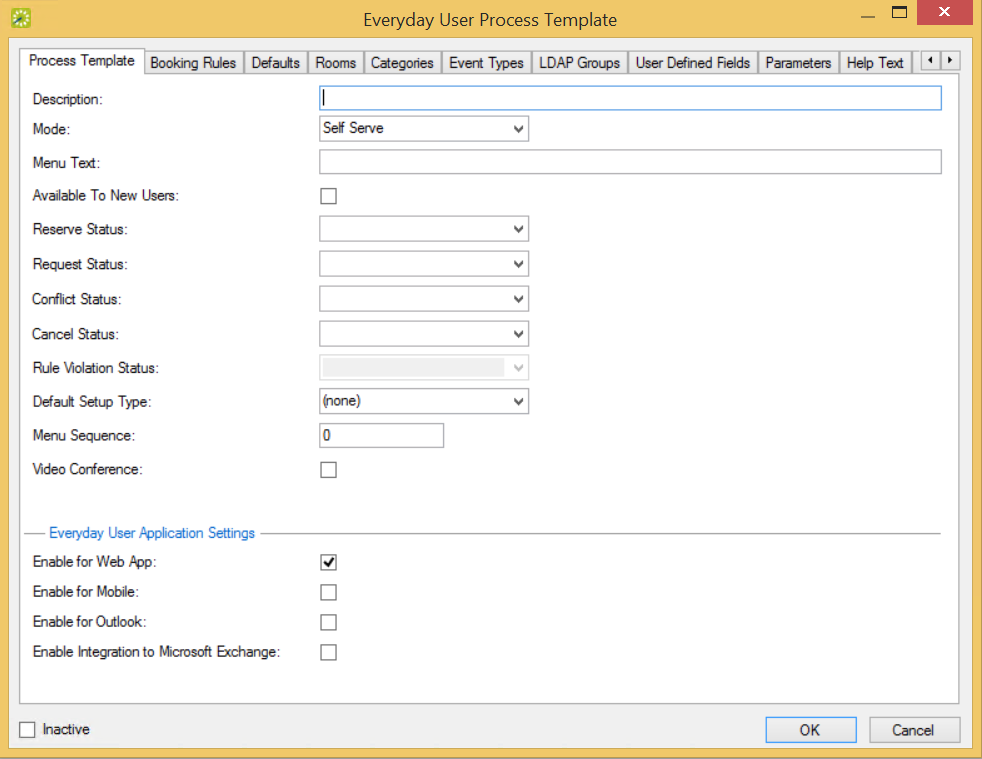 Everyday User Process Template
Process Template Booking Rules Defaults Rooms Categories Event Types LDAP Groups User Defined Fields Parameters Help Text
Description:
Mode: Self Serve
Menu Text:
Available To New Users:
Reserve Status:
Request Status:
Conflict Status:
Cancel Status:
Rule Violation Status:
Default Setup Type: (none)
Menu Sequence: 0
Video Conference:
Everyday User Application Settings
Enable for Web App:
Enable for Mobile:
Enable for Outlook:
Enable Integration to Microsoft Exchange:
Inactive OK Cancel